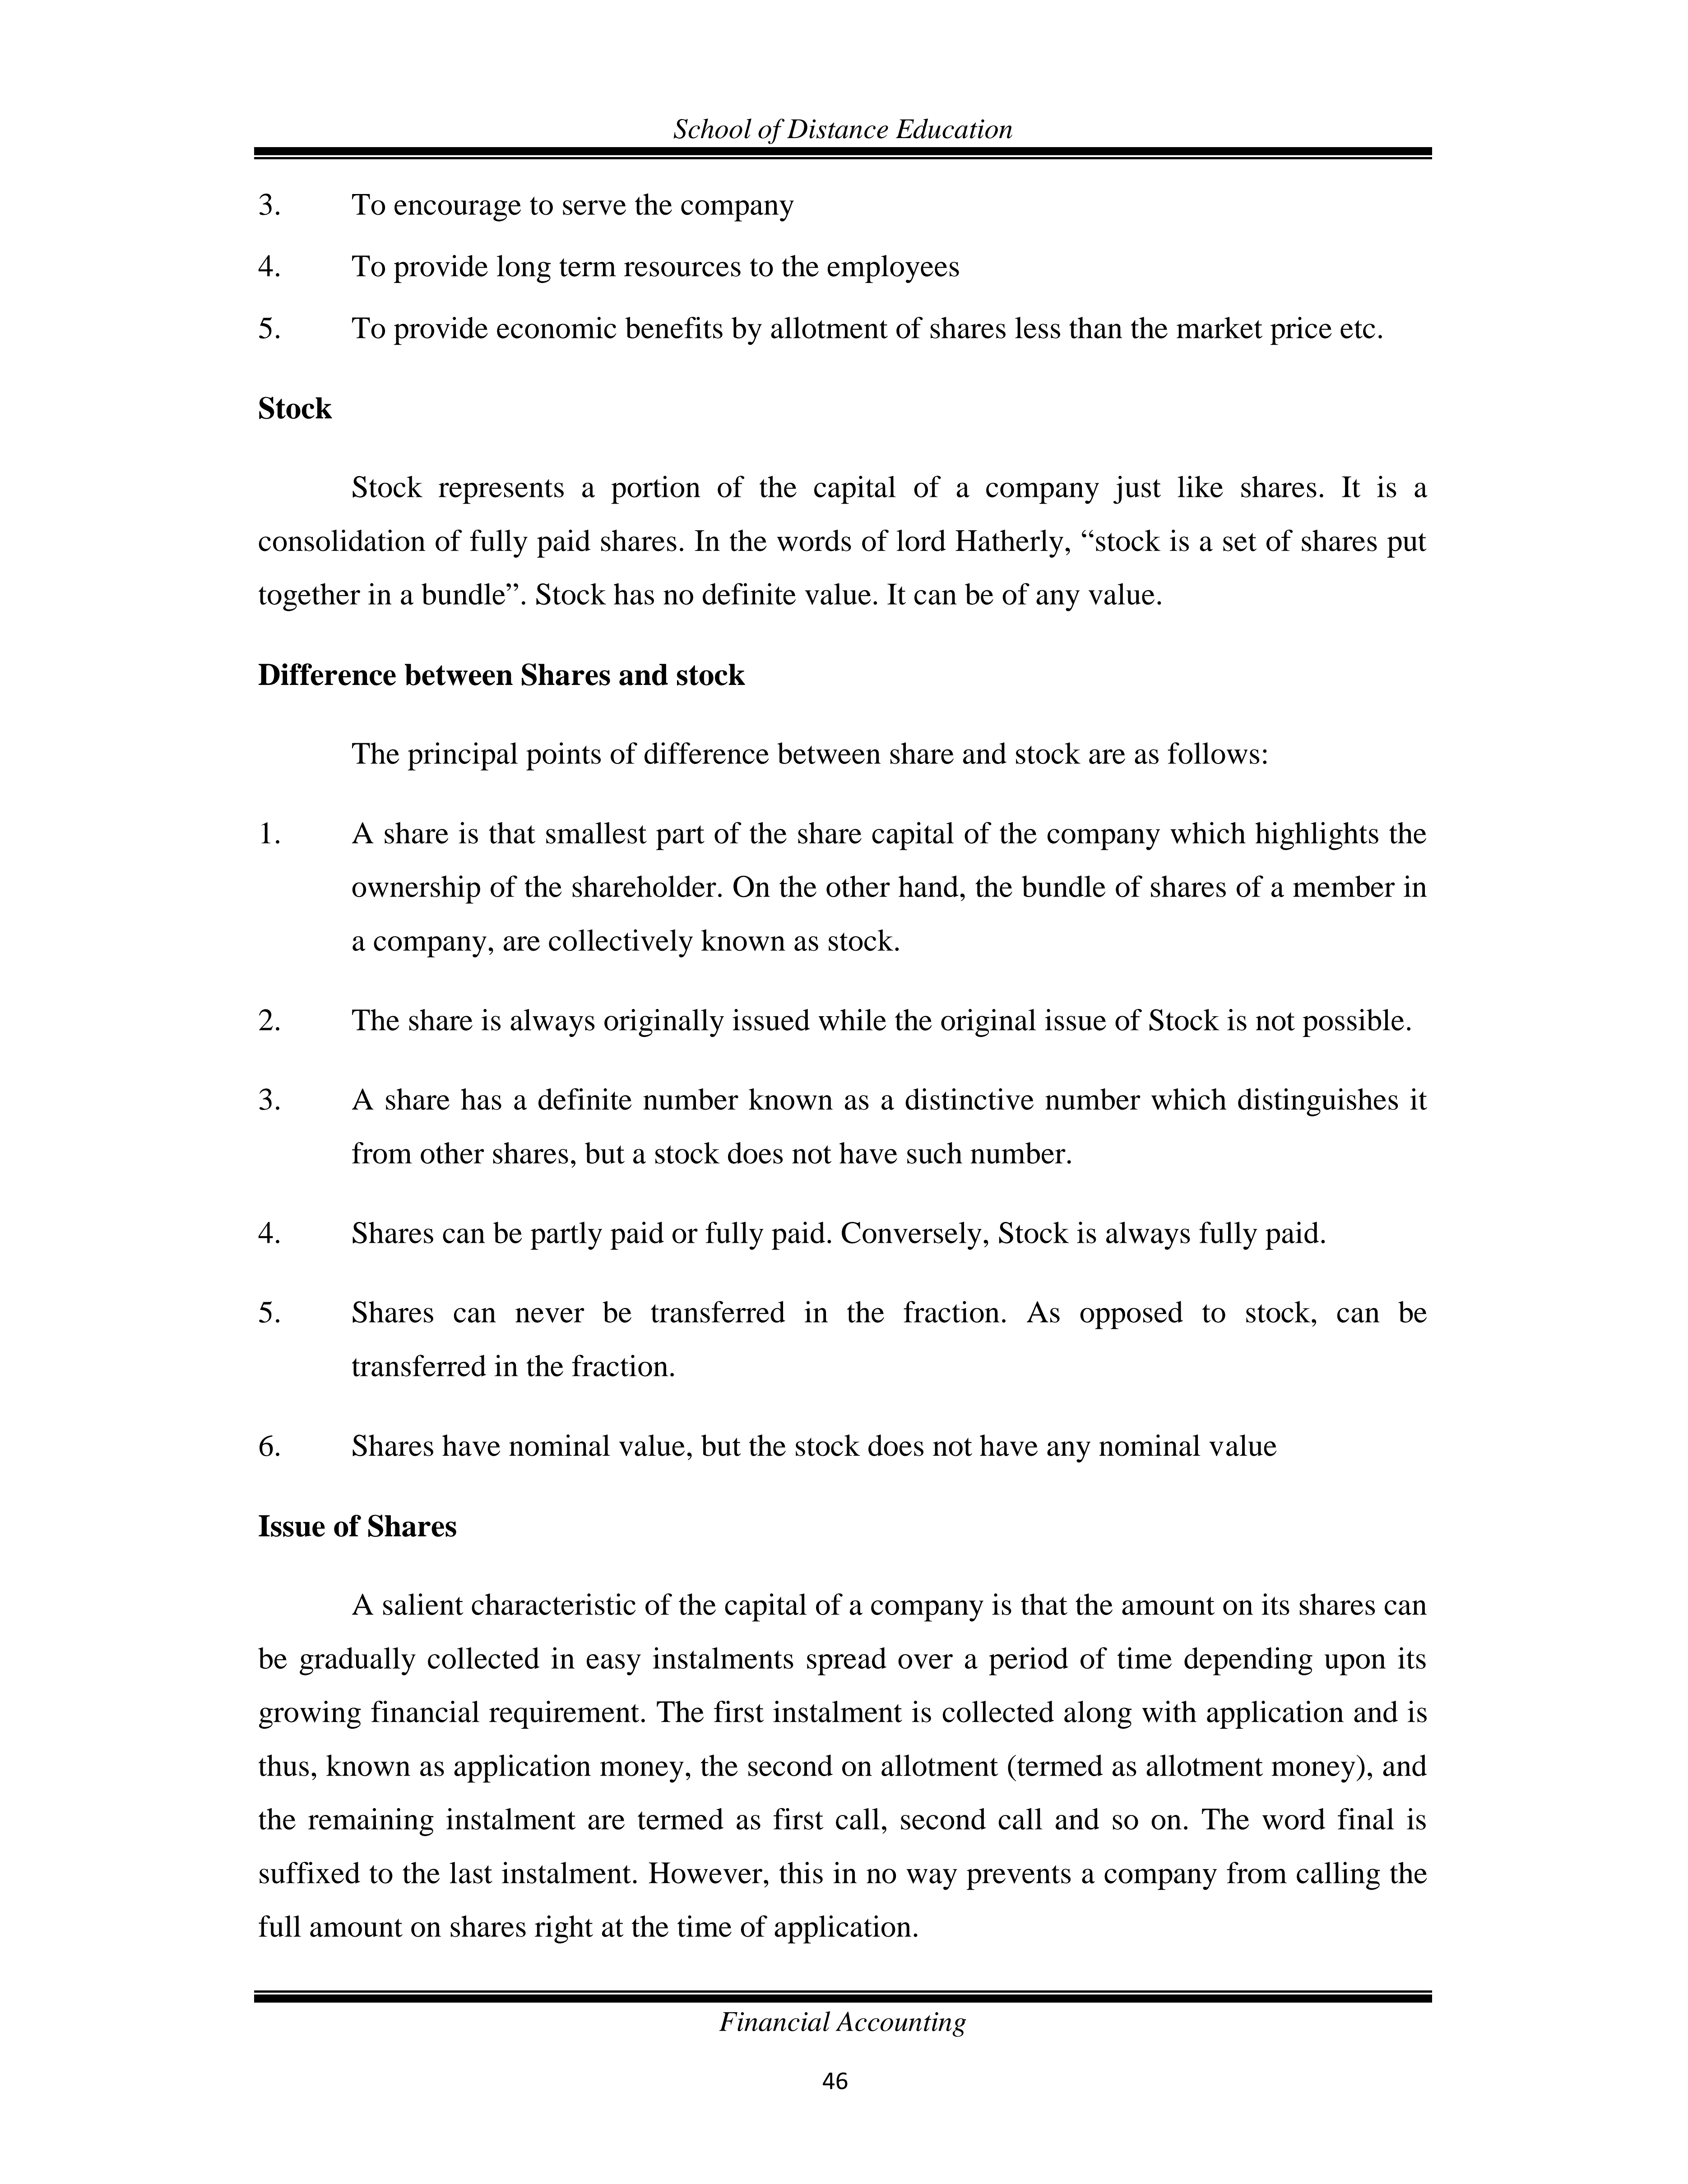 School of Distance Education
3. To encourage to serve the company
4. To provide long term resources to the employees
5. To provide economic benefits by allotment of shares less than the market price etc.
Stock
Stock represents a portion of the capital of a company just like shares. It is a
consolidation of fully paid shares. In the words of lord Hatherly, “stock is a set of shares put
together in a bundle”. Stock has no definite value. It can be of any value.
Difference between Shares and stock
The principal points of difference between share and stock are as follows:
1. A share is that smallest part of the share capital of the company which highlights the
ownership of the shareholder. On the other hand, the bundle of shares of a member in
a company, are collectively known as stock.
2. The share is always originally issued while the original issue of Stock is not possible.
3. A share has a definite number known as a distinctive number which distinguishes it
from other shares, but a stock does not have such number.
4. Shares can be partly paid or fully paid. Conversely, Stock is always fully paid.
5. Shares can never be transferred in the fraction. As opposed to stock, can be
transferred in the fraction.
6. Shares have nominal value, but the stock does not have any nominal value
Issue of Shares
A salient characteristic of the capital of a company is that the amount on its shares can
be gradually collected in easy instalments spread over a period of time depending upon its
growing financial requirement. The first instalment is collected along with application and is
thus, known as application money, the second on allotment (termed as allotment money), and
the remaining instalment are termed as first call, second call and so on. The word final is
suffixed to the last instalment. However, this in no way prevents a company from calling the
full amount on shares right at the time of application.
Financial Accounting
46